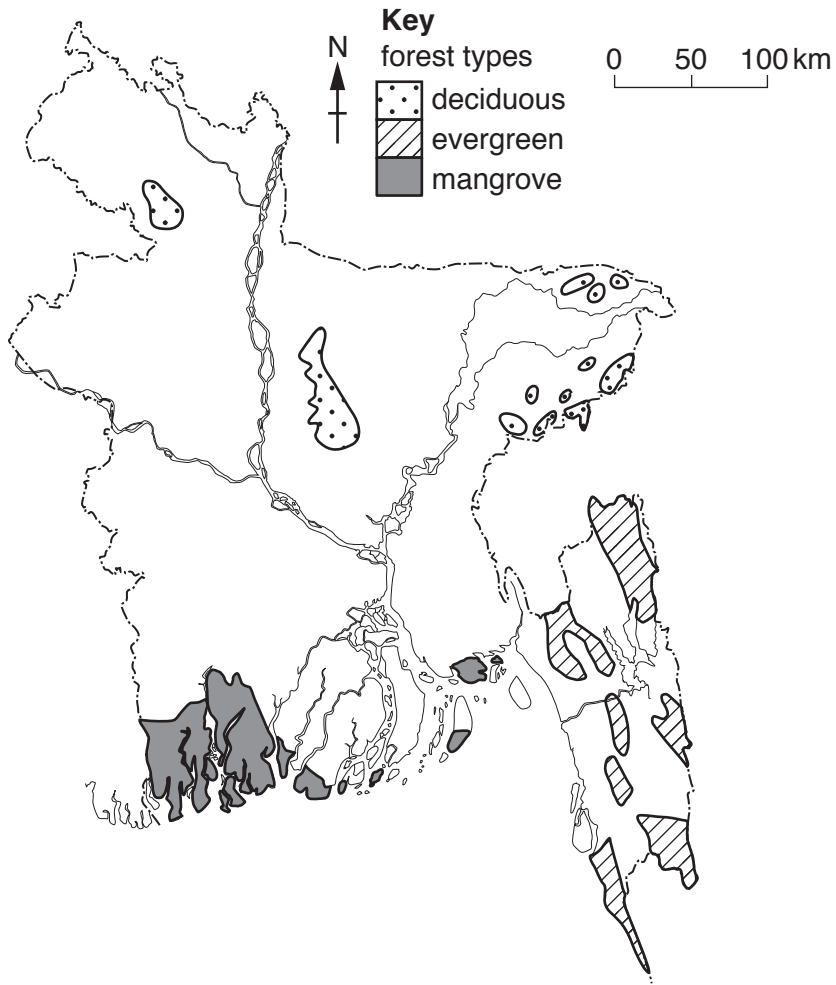 Key
forest types
deciduous
evergreen
mangrove
N
0 50 100 km